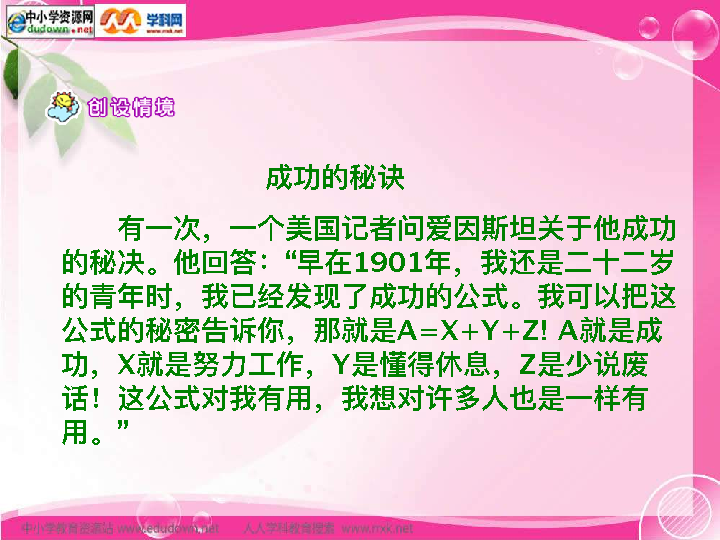 中小学资源网
dudown.net
学科网
创设情境
成功的秘诀
有一次，一个美国记者问爱因斯坦关于他成功
的秘决。他回答：“早在1901年，我还是二十二岁
的青年时，我已经发现了成功的公式。我可以把这
公式的秘密告诉你，那就是A=X+Y+Z! A就是成
功，X就是努力工作，Y是懂得休息，Z是少说废
话！这公式对我有用，我想对许多人也是一样有
用。”
中小学教育资源站 www.edudown.net 人人学科教育搜索 www.rrxk.net